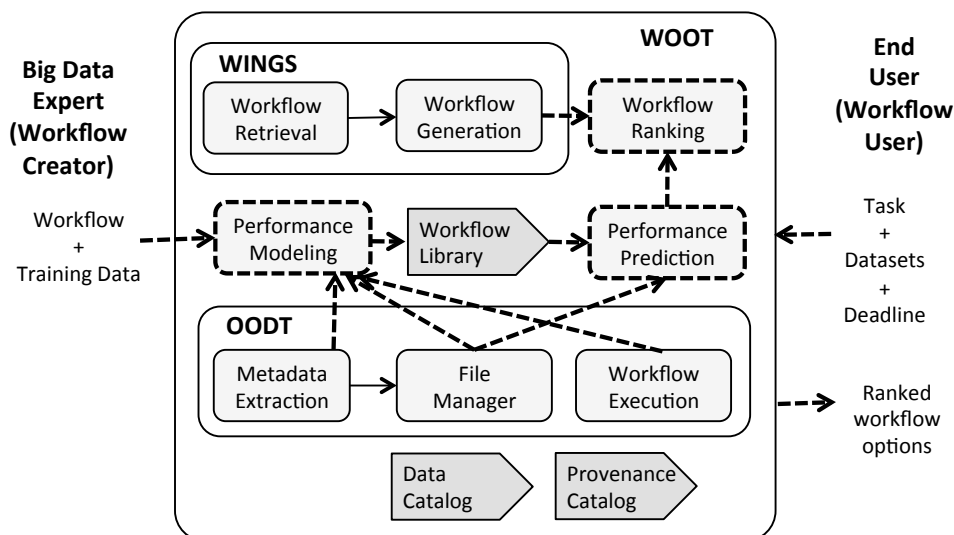 WOOT
WINGS
Workflow
Retrieval
Workflow
Generation
Workflow
Ranking
Big Data
Expert
(Workflow
Creator)
Workflow
+
Training Data
End
User
(Workflow
User)
Task
+
Datasets
+
Deadline
Ranked
workflow
options
Performance
Modeling
Workflow
Library
Performance
Prediction
OODT
Metadata
Extraction
File
Manager
Workflow
Execution
Data
Catalog
Provenance
Catalog